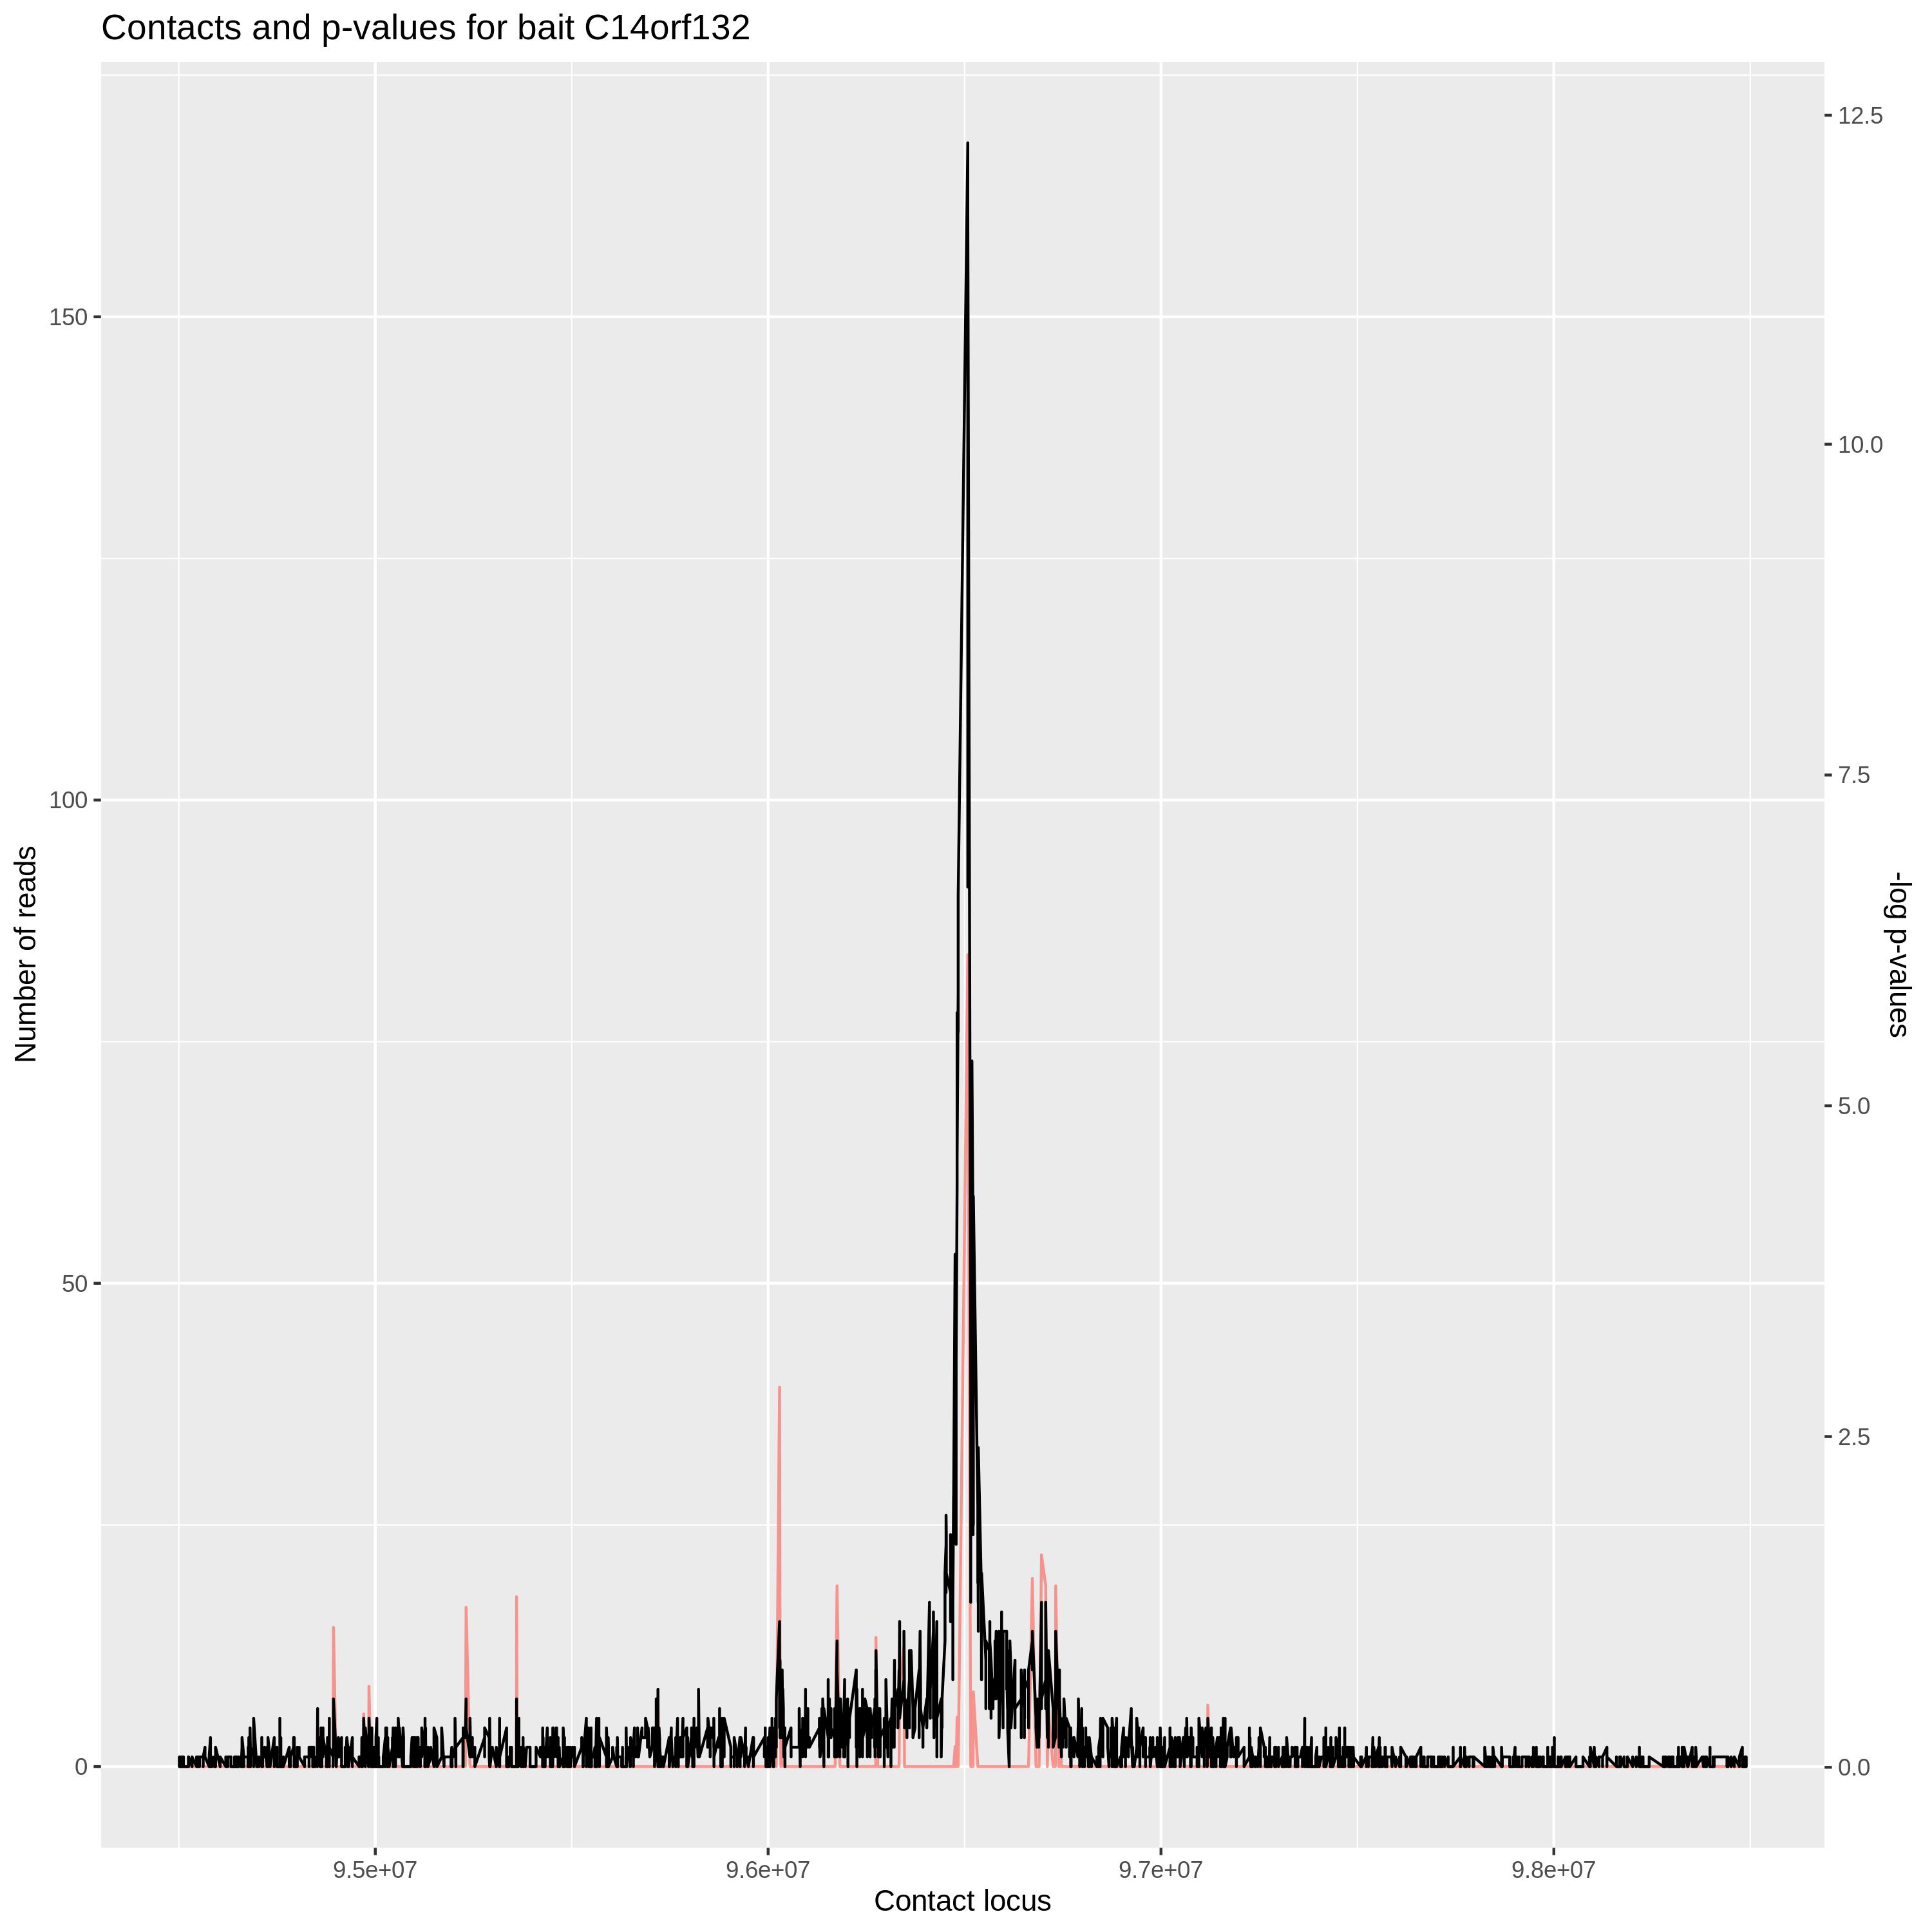 Contacts and p-values for bait C14orf132
150
100
50
0
Number of reads
12.5
10.0
7.5
5.0
2.5
0.0
-log p-values
9.5e+07
9.6e+07
9.7e+07
9.8e+07
Contact locus